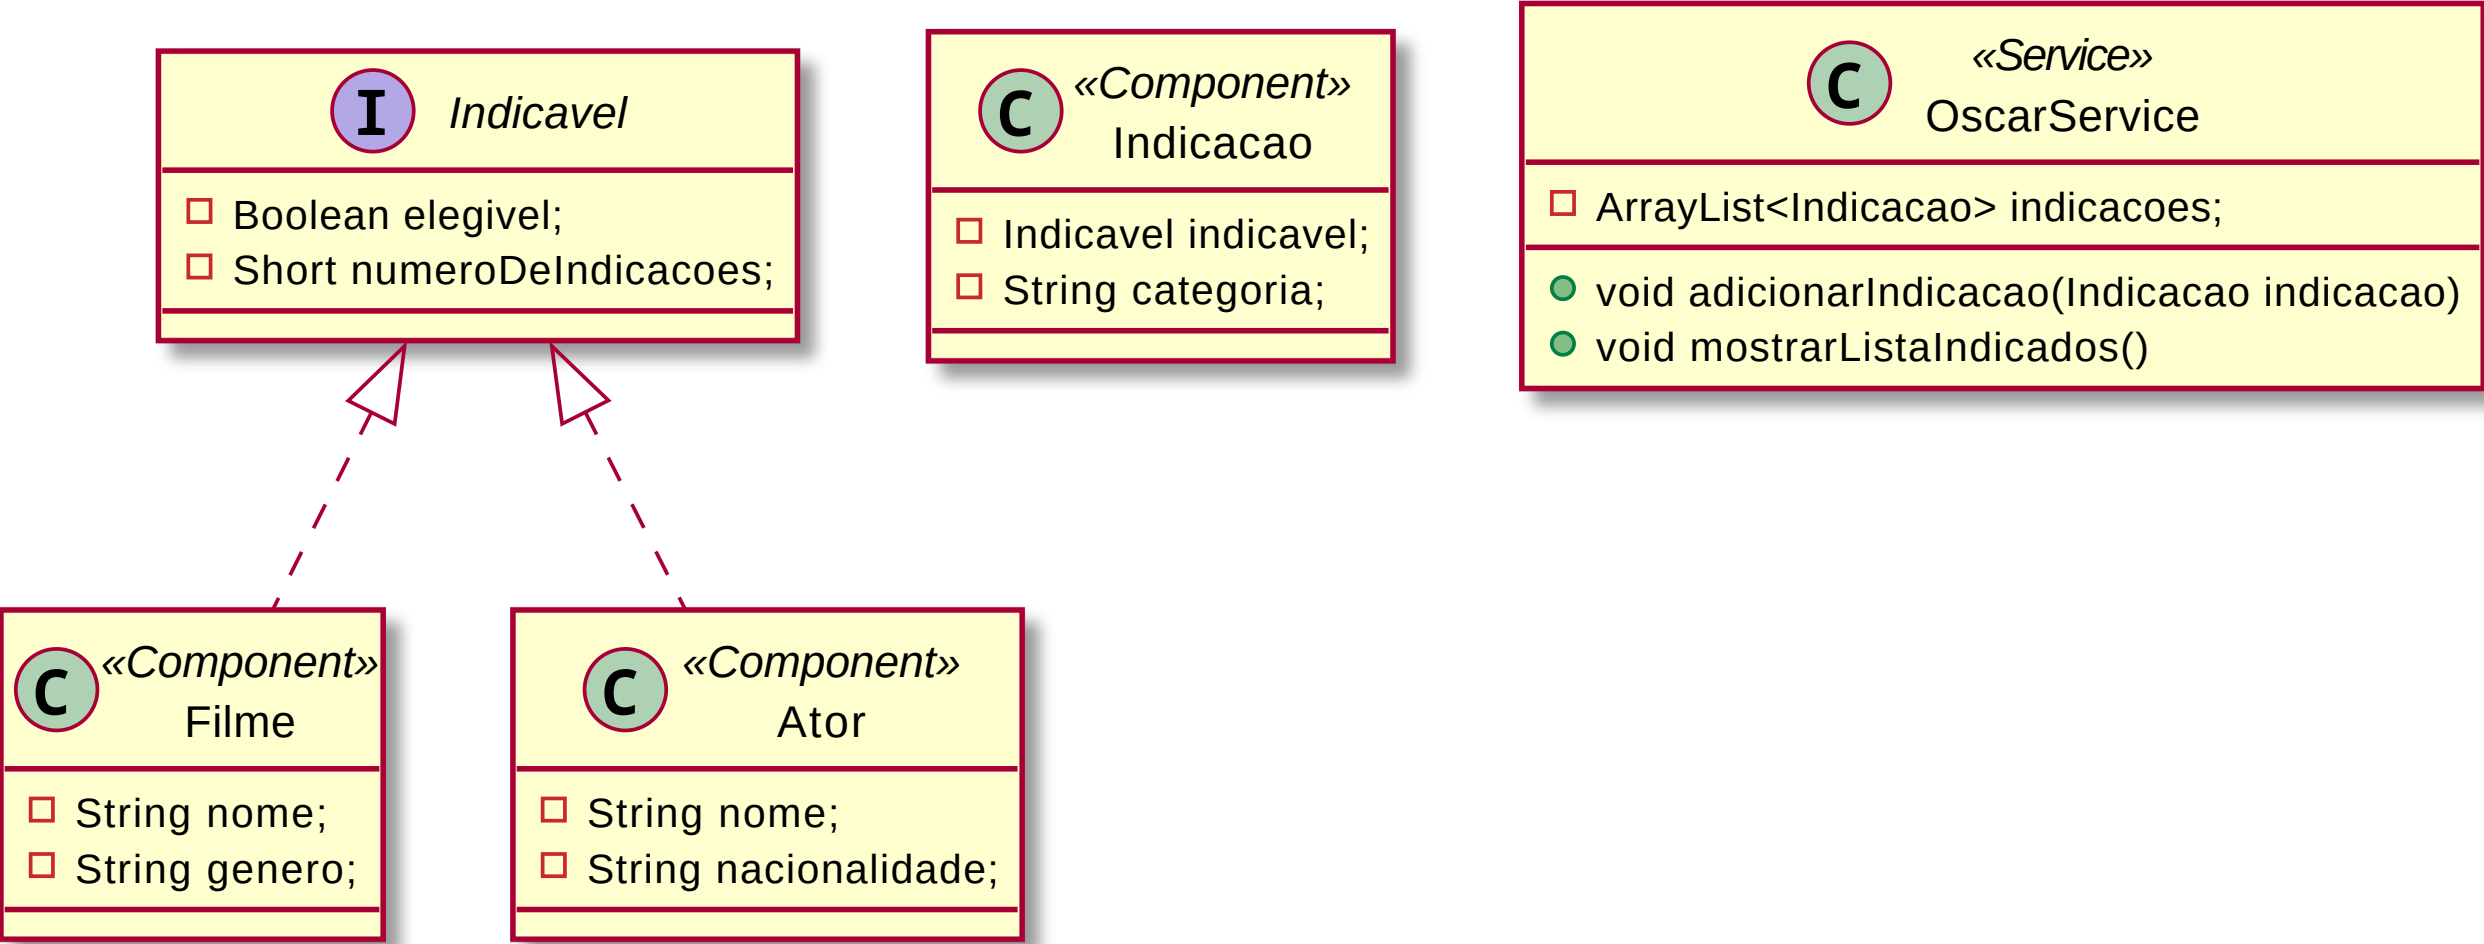 I Indicavel
Boolean elegivel;
Short numeroDeIndicacoes;
C «Component»
Indicacao
Indicavel indicavel;
String categoria;
C «Service»
OscarService
ArrayList<Indicacao> indicacoes;
void adicionarIndicacao(Indicacao indicacao)
void mostrarListaIndicados()
C «Component»
Filme
String nome;
String genero;
C «Component»
Ator
String nome;
String nacionalidade;